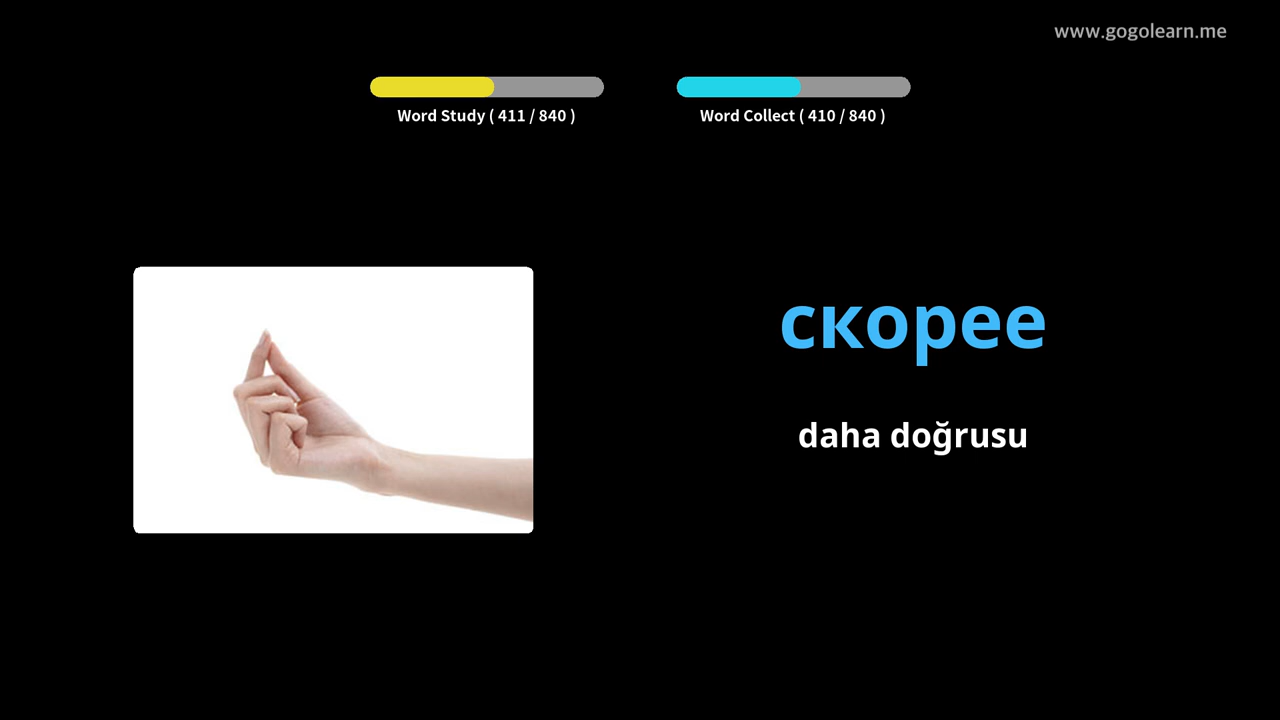 www.gogolearn.me
Word Study ( 411 / 840 )
Word Collect ( 410 / 840 )
скорее
daha doğrusu